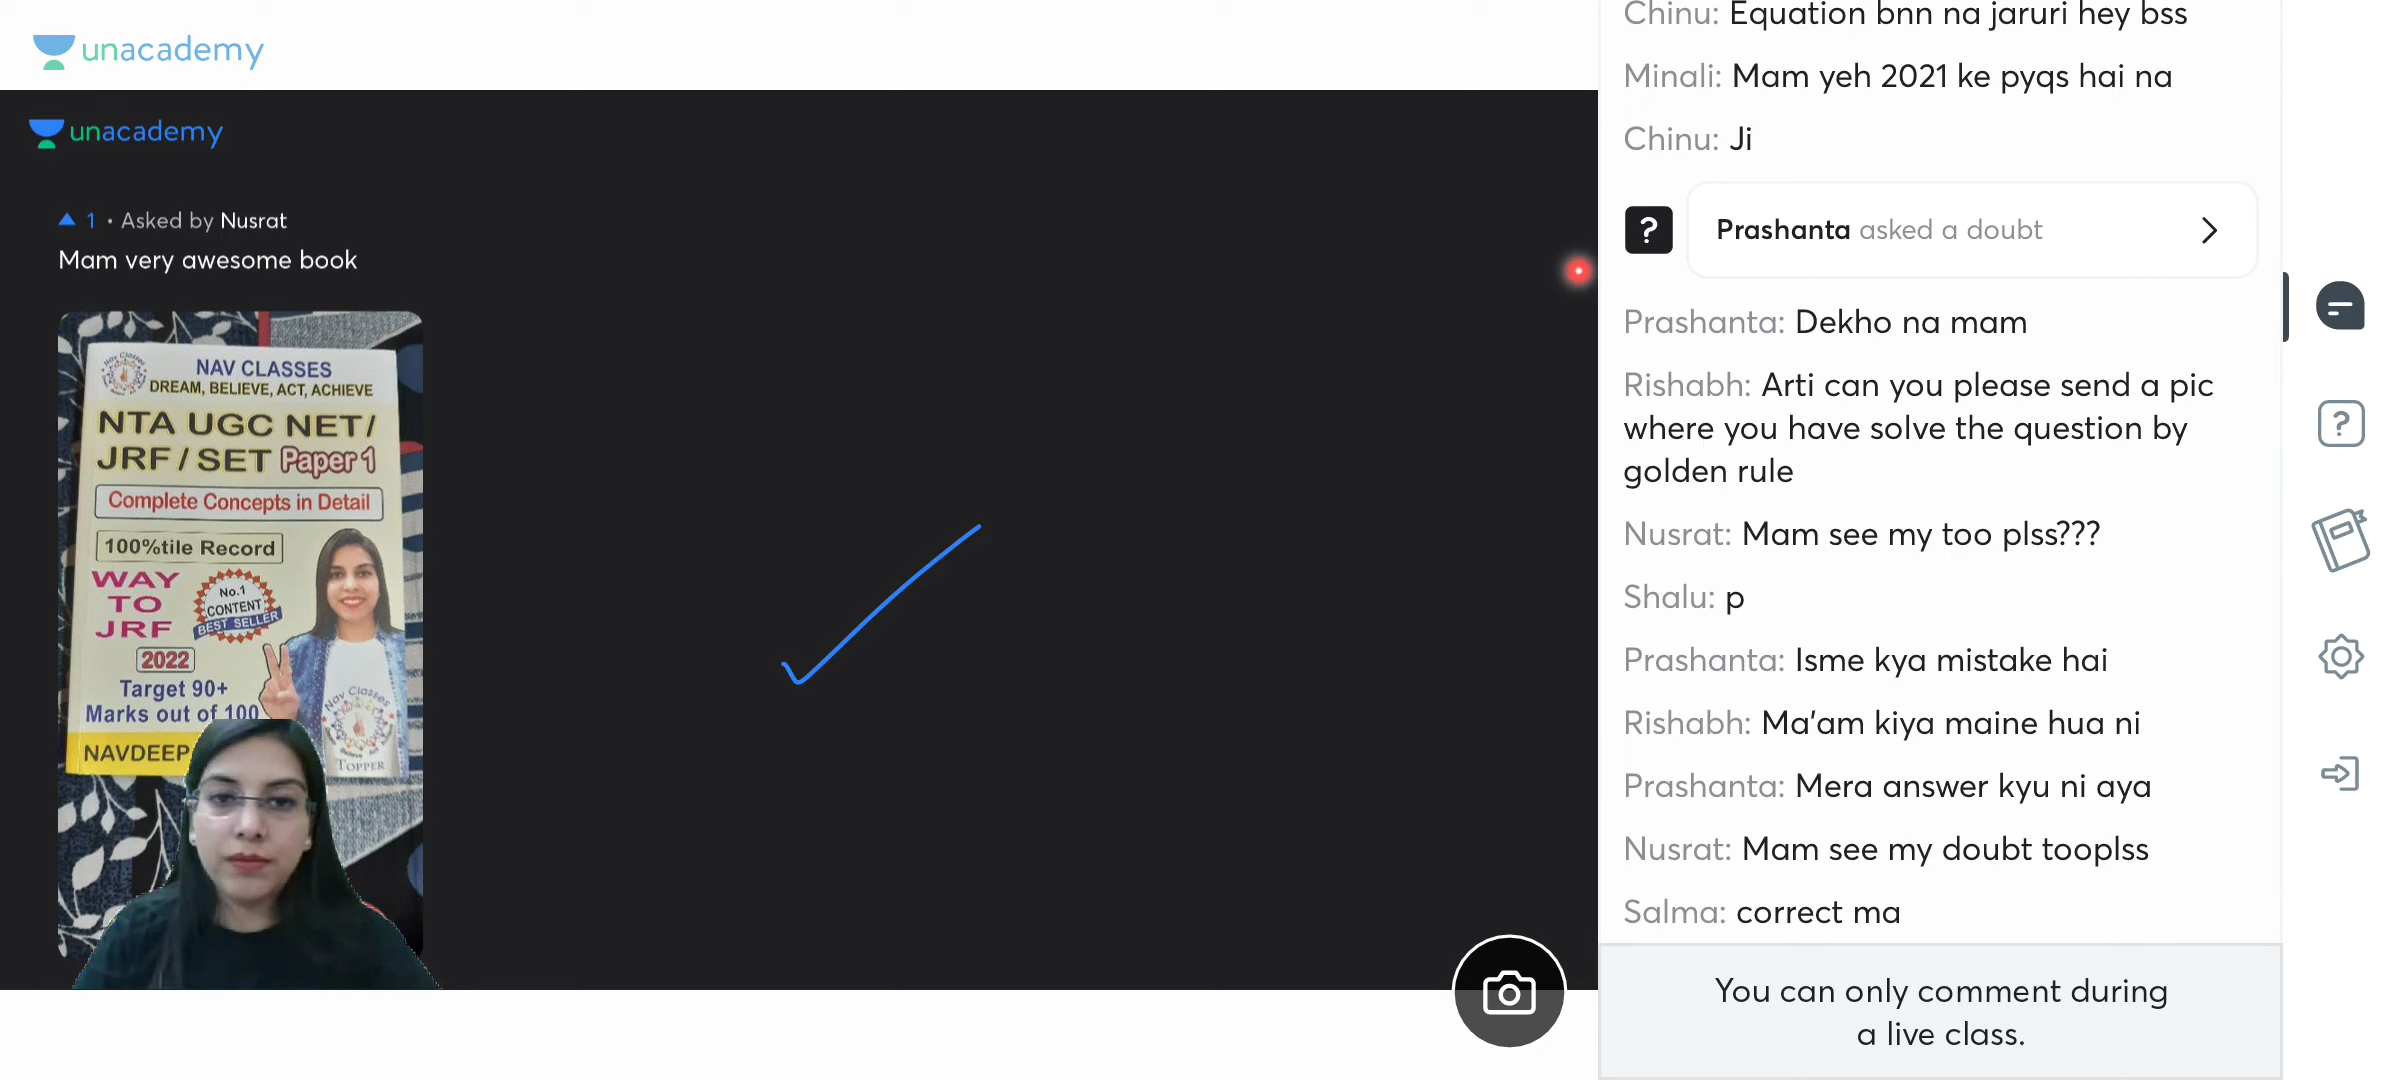 unacademy
unacademy
1 • Asked by Nusrat
Mam very awesome book
Nav Classes
NAV CLASSES
DREAM, BELIEVE, ACT, ACHIEVE
NTA UGC NET/
JRF / SET Paper 1
Complete Concepts in Detail
100%tile Record
WAY
TO
JRF
No.1
CONTENT
BEST SELLER
2022
Target 90+
Marks out of 100
NAVDEEP
Nav Classes
TOPPER
Chinu: Equation bnn na jaruri hey bss
Minali: Mam yeh 2021 ke pyqs hai na
Chinu: Ji
? Prashanta asked a doubt
Prashanta: Dekho na mam
Rishabh: Arti can you please send a pic
where you have solve the question by
golden rule
Nusrat: Mam see my too plss???
Shalu: p
Prashanta: Isme kya mistake hai
Rishabh: Ma'am kiya maine hua ni
Prashanta: Mera answer kyu ni aya
Nusrat: Mam see my doubt tooplss
Salma: correct ma
You can only comment during
a live class.
?